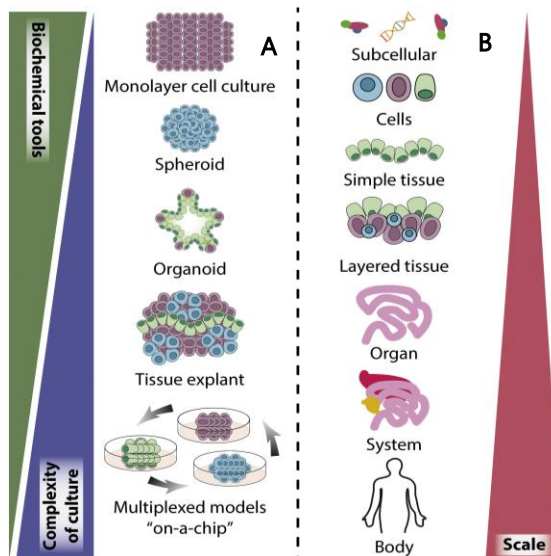 Biochemical tools
A
Monolayer cell culture
Spheroid
Organoid
Tissue explant
Multiplexed models
"on-a-chip"
Complexity
of culture
B
Subcellular
Cells
Simple tissue
Layered tissue
Organ
System
Body
Scale